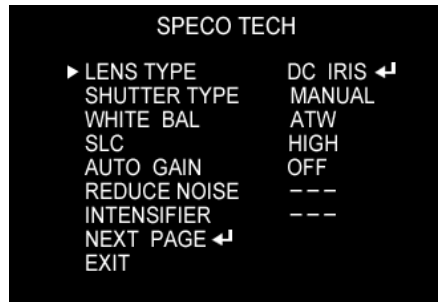 SPECO TECH
▶ LENS TYPE DC IRIS ↵
SHUTTER TYPE MANUAL
WHITE BAL ATW
SLC HIGH
AUTO GAIN OFF
REDUCE NOISE ---
INTENSIFIER ---
NEXT PAGE ↵
EXIT